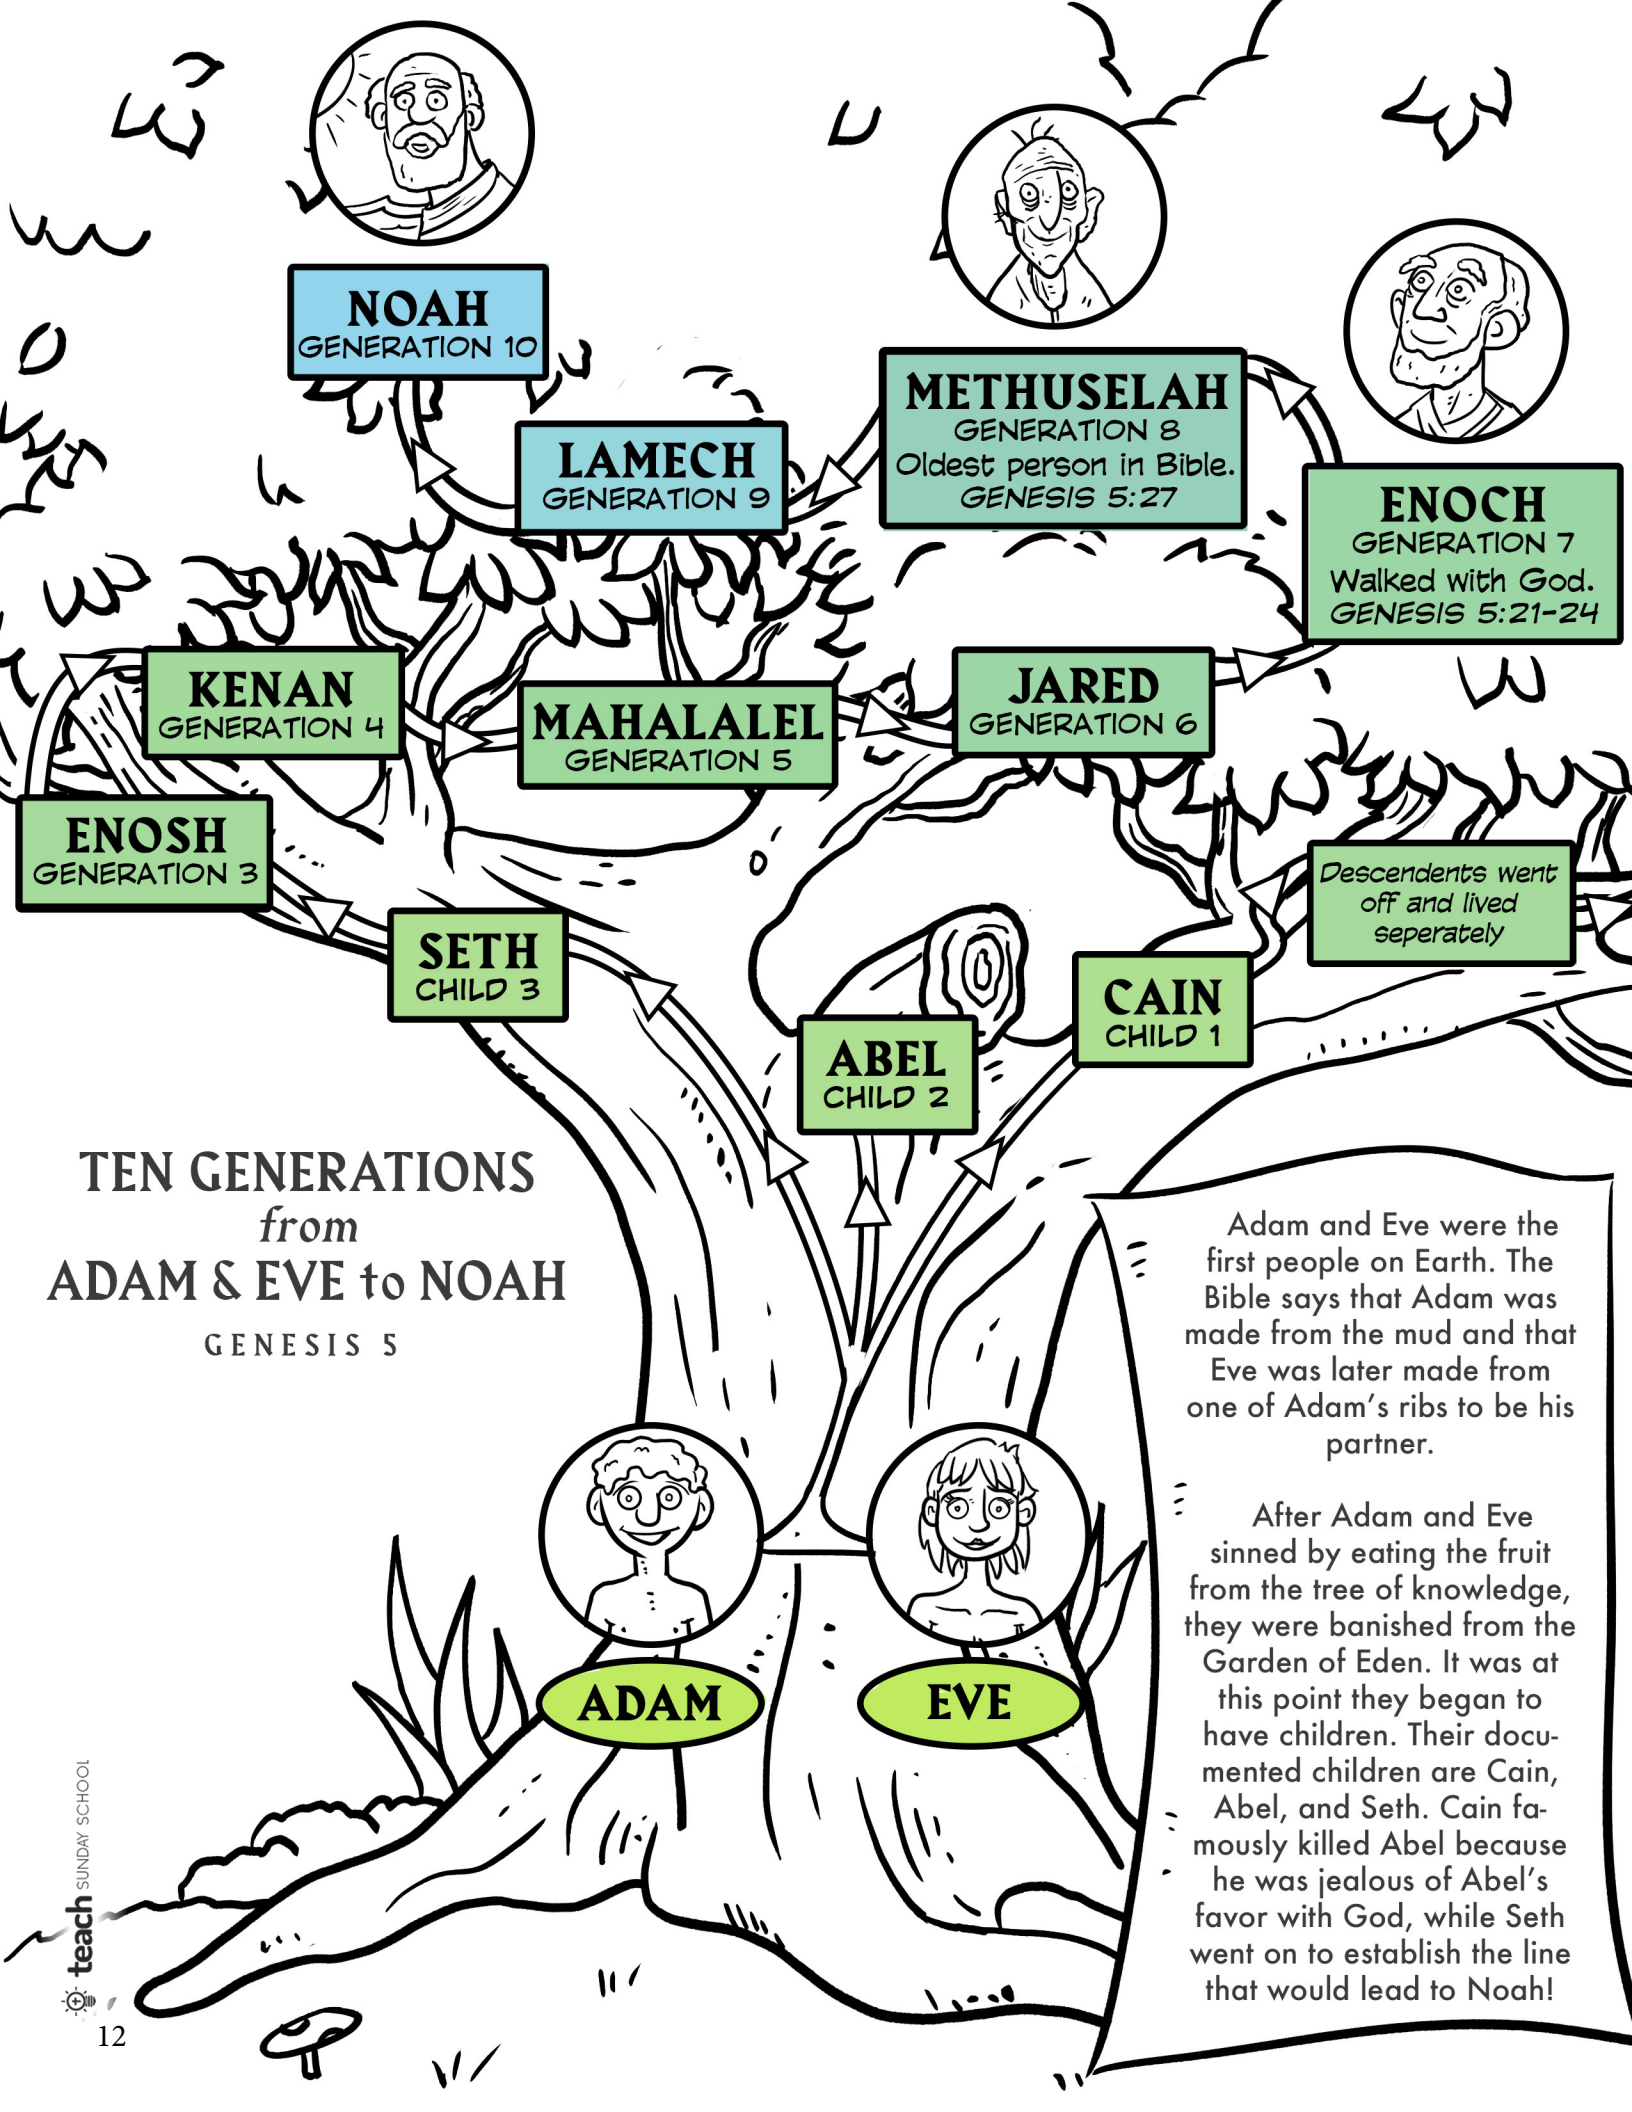 NOAH
GENERATION 10
METHUSELAH
GENERATION 8
Oldest person in Bible.
GENESIS 5:27
LAMECH
GENERATION 9
ENOCH
GENERATION 7
Walked with God.
GENESIS 5:21-24
KENAN
GENERATION 4
MAHALALEL
GENERATION 5
JARED
GENERATION 6
ENOSH
GENERATION 3
Descendents went
off and lived
seperately
SETH
CHILD 3
ABEL
CHILD 2
CAIN
CHILD 1
TEN GENERATIONS
from
ADAM & EVE to NOAH
GENESIS 5
Adam and Eve were the
first people on Earth. The
Bible says that Adam was
made from the mud and that
Eve was later made from
one of Adam's ribs to be his
partner.
After Adam and Eve
sinned by eating the fruit
from the tree of knowledge,
they were banished from the
Garden of Eden. It was at
this point they began to
have children. Their docu-
mented children are Cain,
Abel, and Seth. Cain fa-
mously killed Abel because
he was jealous of Abel's
favor with God, while Seth
went on to establish the line
that would lead to Noah!
ADAM
EVE
teach SUNDAY SCHOOL
12